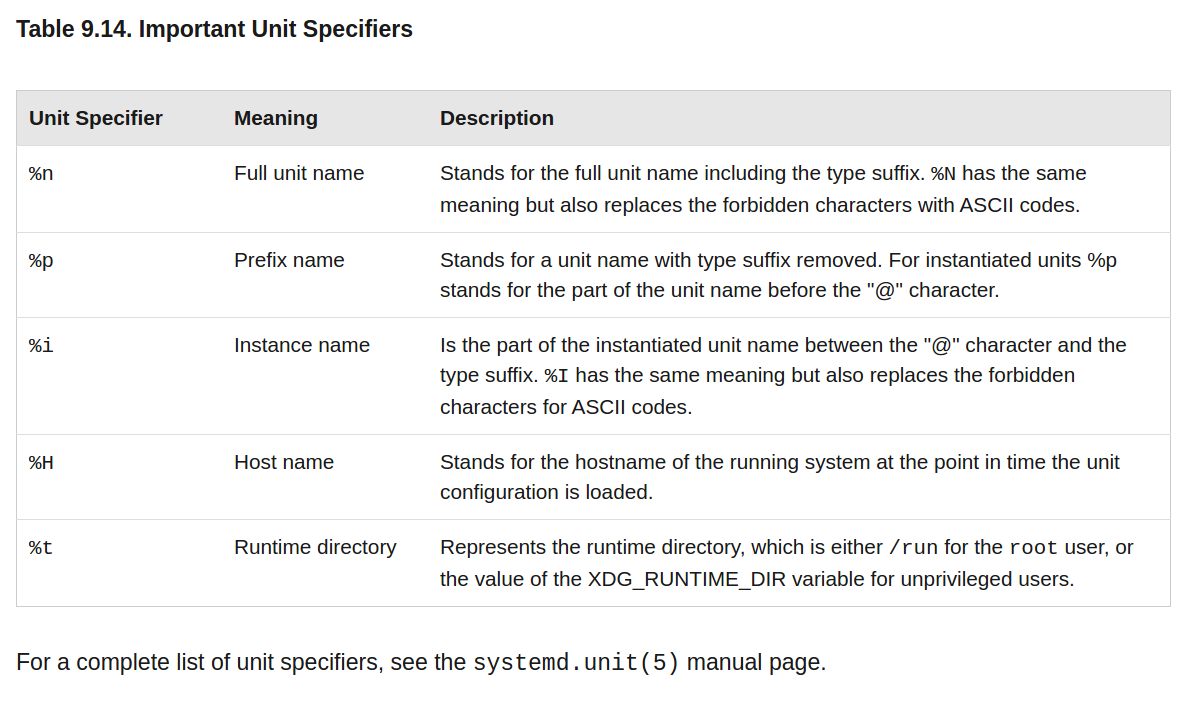 Table 9.14. Important Unit Specifiers
Unit Specifier Meaning Description
%n Full unit name Stands for the full unit name including the type suffix. %N has the same
meaning but also replaces the forbidden characters with ASCII codes.
%p Prefix name Stands for a unit name with type suffix removed. For instantiated units %p
stands for the part of the unit name before the "@" character.
%i Instance name Is the part of the instantiated unit name between the "@" character and the
type suffix. %I has the same meaning but also replaces the forbidden
characters for ASCII codes.
%H Host name Stands for the hostname of the running system at the point in time the unit
configuration is loaded.
%t Runtime directory Represents the runtime directory, which is either /run for the root user, or
the value of the XDG_RUNTIME_DIR variable for unprivileged users.
For a complete list of unit specifiers, see the systemd.unit(5) manual page.